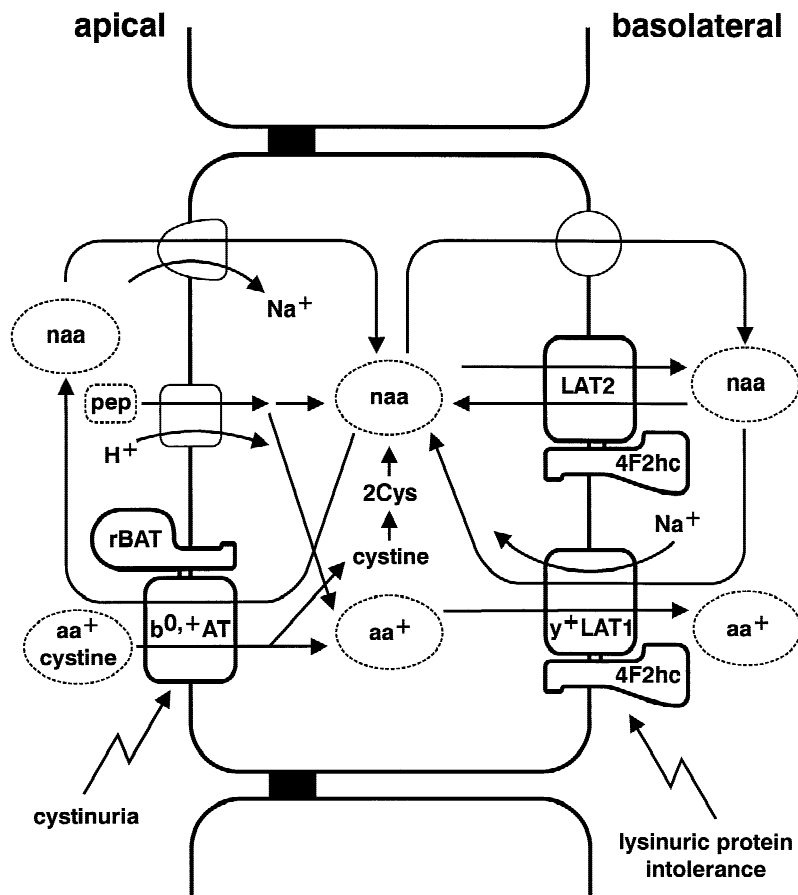 apical
basolateral
Na+
naa
naa
naa
pep
LAT2
H+
4F2hc
2Cys
Na+
rBAT
cystine
b0,+AT
aa+
cystine
aa+
y+LAT1
aa+
4F2hc
cystinuria
lysinuric protein
intolerance